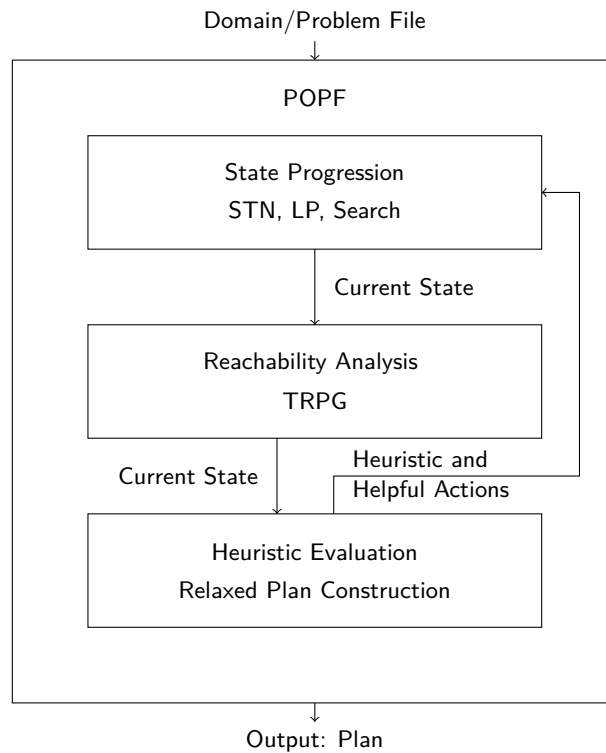 Domain/Problem File
POPF
State Progression
STN, LP, Search
Current State
Reachability Analysis
TRPG
Current State
Heuristic and
Helpful Actions
Heuristic Evaluation
Relaxed Plan Construction
Output: Plan